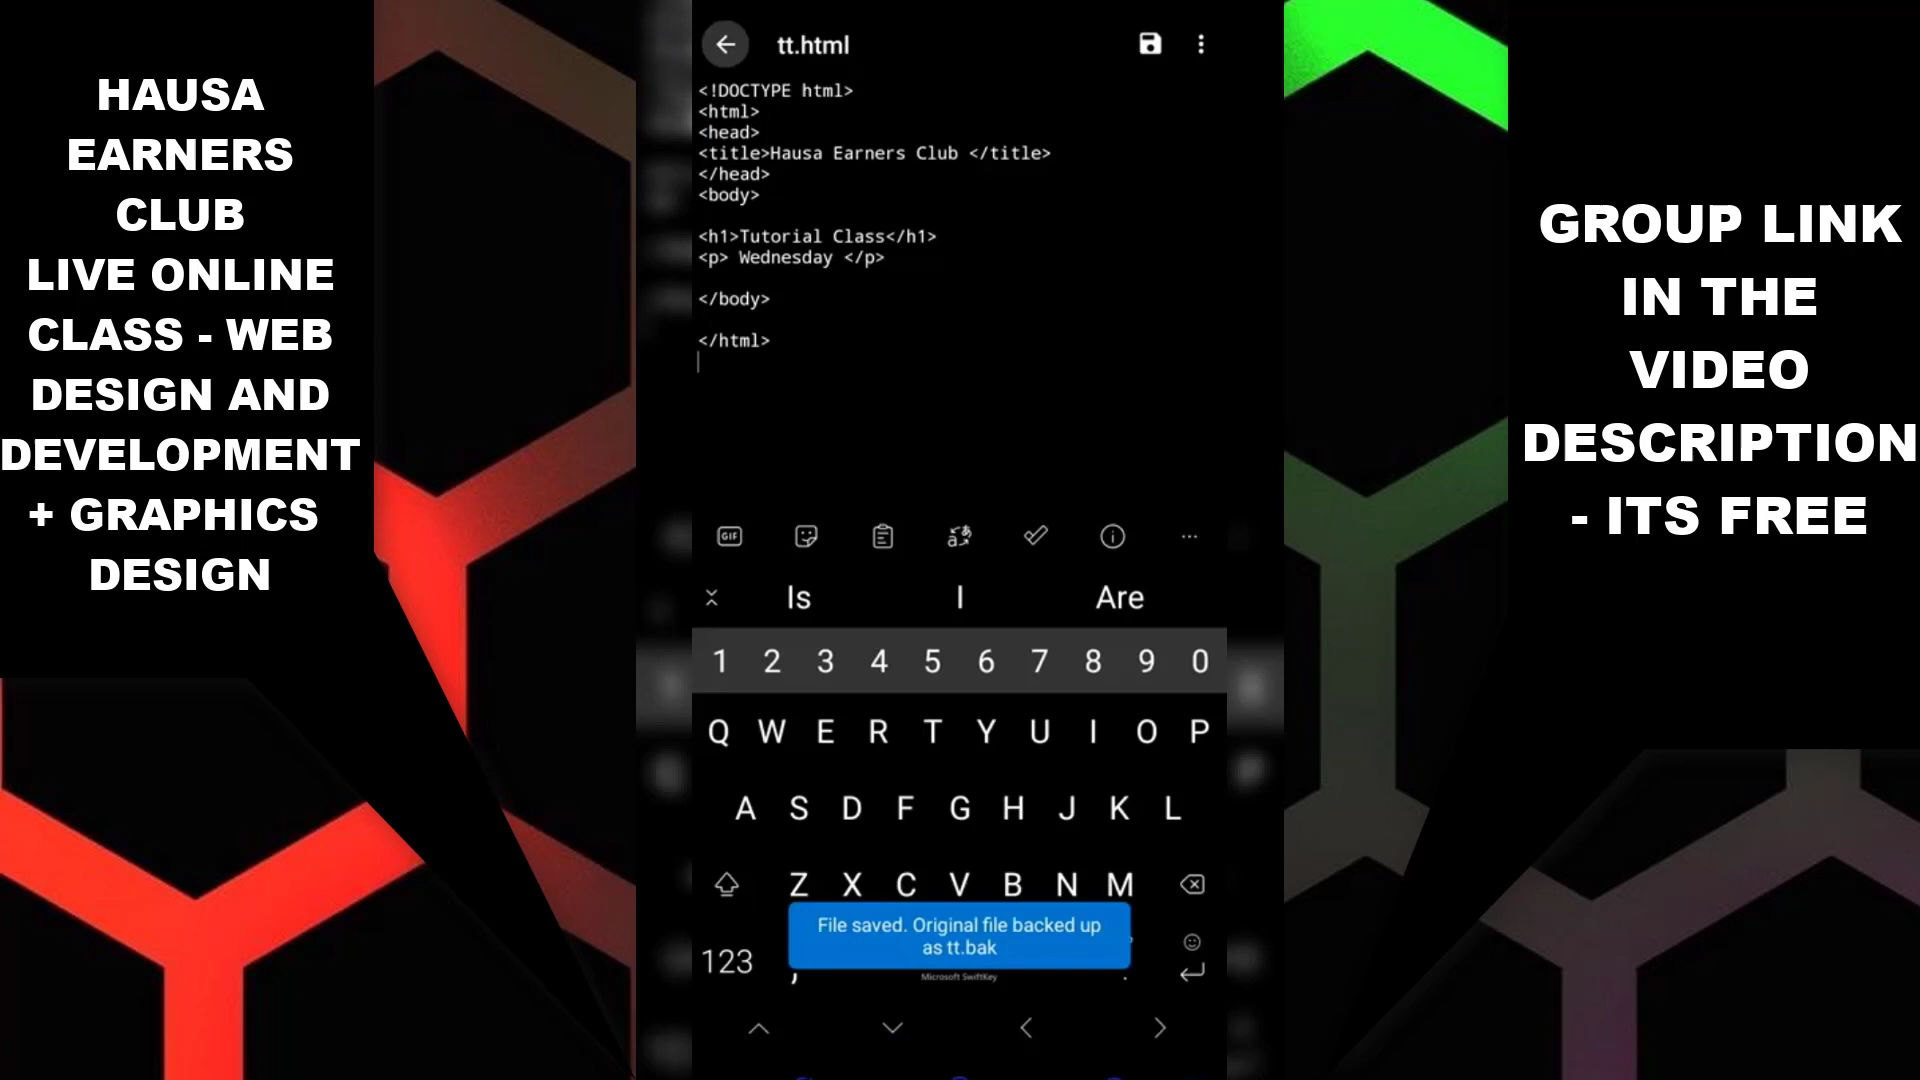 HAUSA
EARNERS
CLUB
LIVE ONLINE
CLASS - WEB
DESIGN AND
DEVELOPMENT
+ GRAPHICS
DESIGN
tt.html
<!DOCTYPE html>
<html>
<head>
<title>Hausa Earners Club </title>
</head>
<body>
<h1>Tutorial Class</h1>
<p> Wednesday </p>
</body>
</html>
GIF
Is I Are
1 2 3 4 5 6 7 8 9 0
Q W E R T Y U I O P
A S D F G H J K L
Z X C V B N M
File saved. Original file backed up
as tt.bak
123 , .
Microsoft SwiftKey
GROUP LINK
IN THE
VIDEO
DESCRIPTION
- ITS FREE